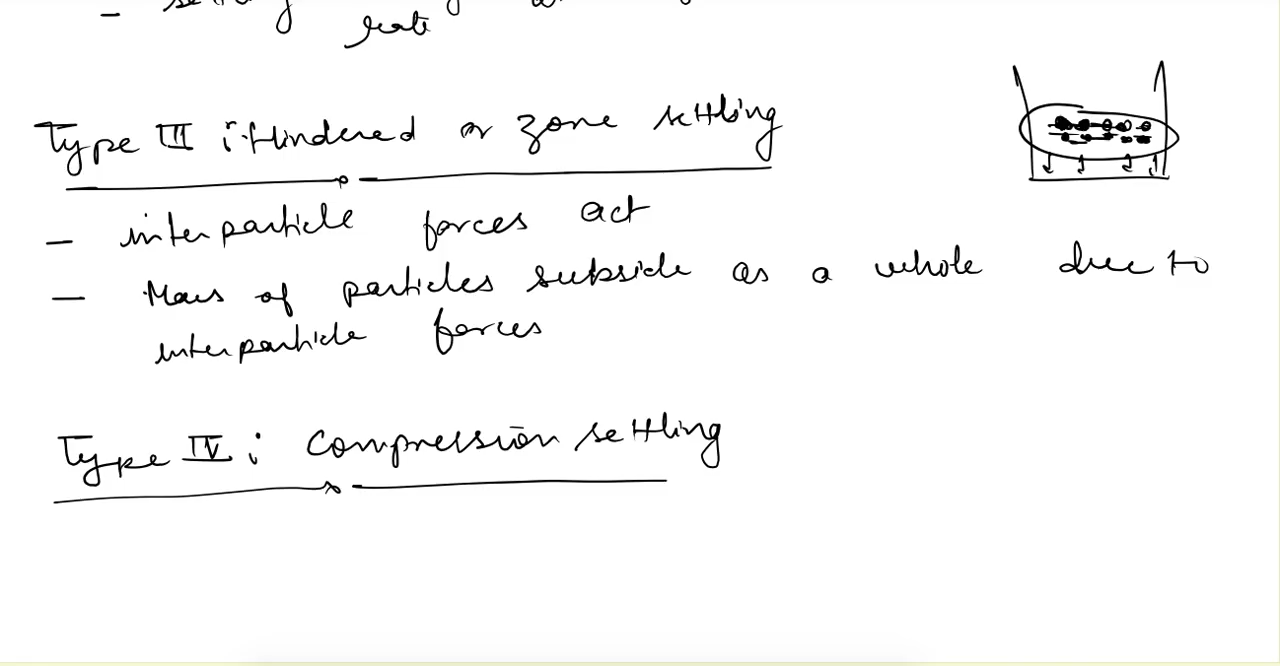 rate
Type III : Hindered or zone settling
- interparticle forces act
- Mass of particles subside as a whole due to
interparticle forces
Type IV : Compression settling